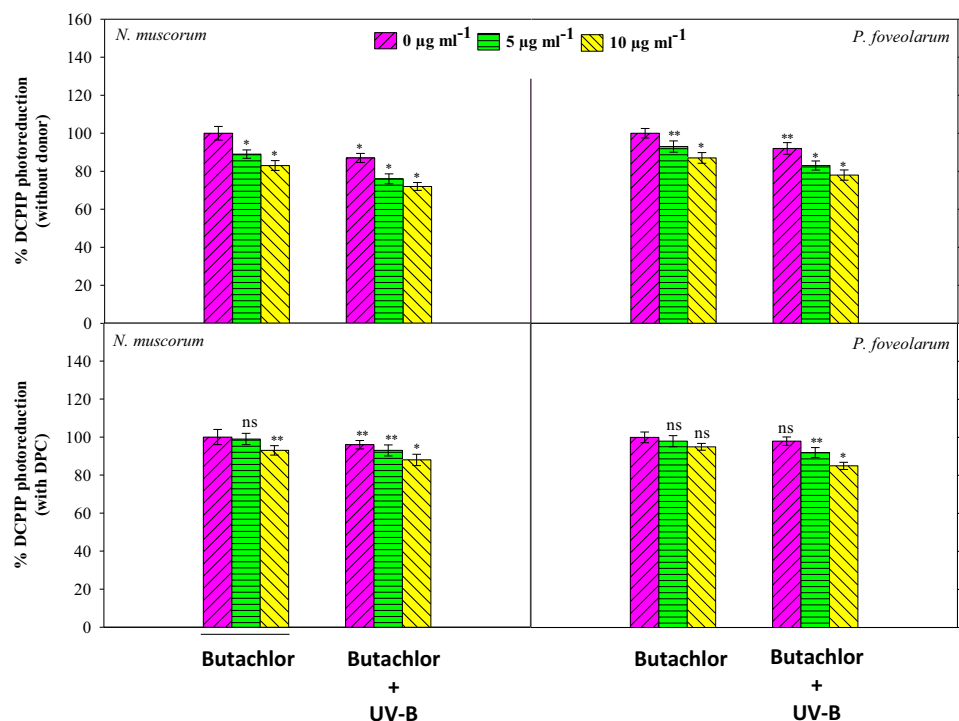 N. muscorum
0 µg ml-1 5 µg ml-1 10 µg ml-1
P. foveolarum
% DCPIP photoreduction
(without donor)
160
140
120
100
80
60
40
20
0
* * * * *
** * ** * *
N. muscorum
P. foveolarum
% DCPIP photoreduction
(with DPC)
140
120
100
80
60
40
20
0
ns ** ** ** *
ns ns ns ** *
Butachlor
Butachlor
+
UV-B
Butachlor
Butachlor
+
UV-B